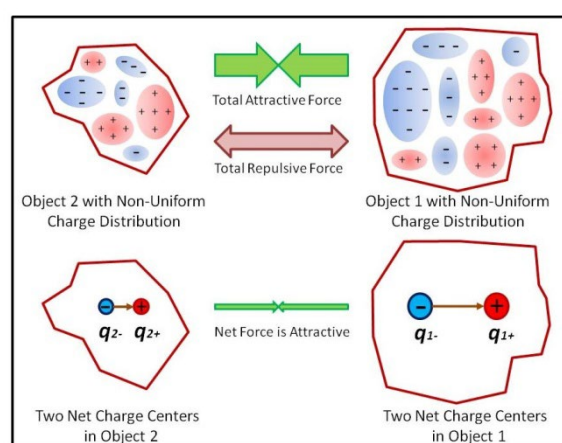 Total Attractive Force
Total Repulsive Force
Object 2 with Non-Uniform
Charge Distribution
Object 1 with Non-Uniform
Charge Distribution
q2- q2+
Net Force is Attractive
q1- q1+
Two Net Charge Centers
in Object 2
Two Net Charge Centers
in Object 1